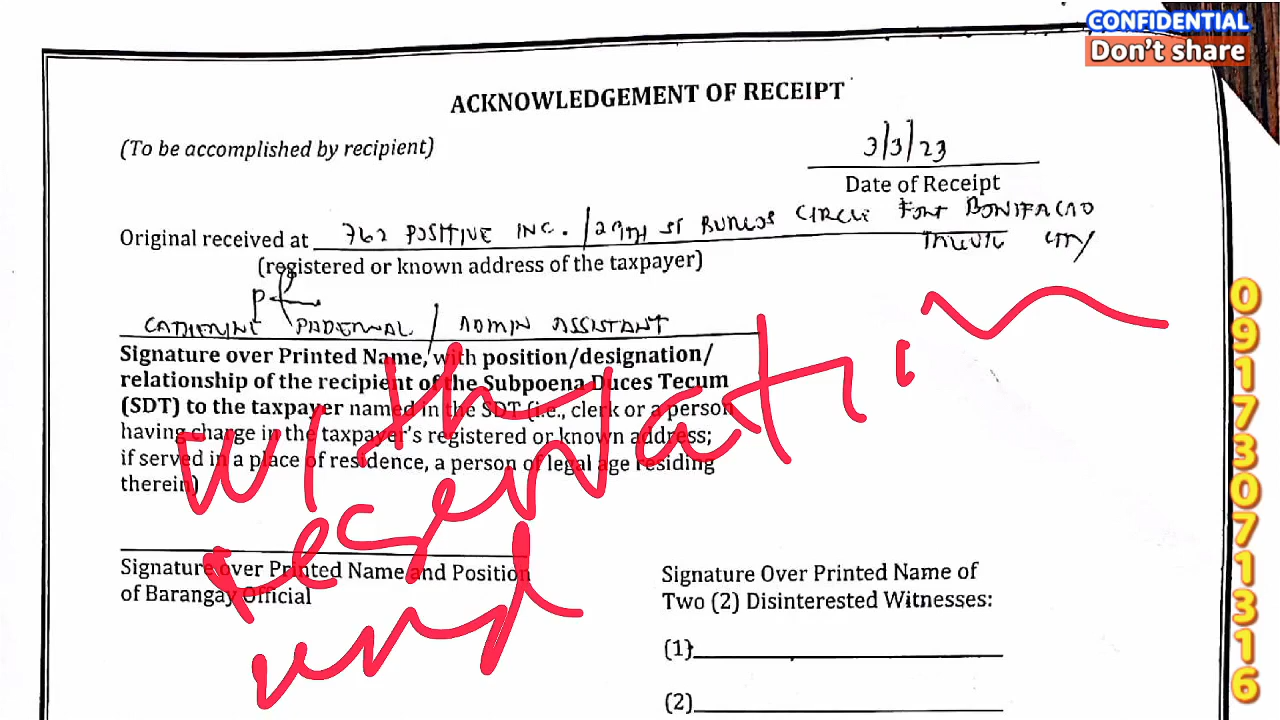 CONFIDENTIAL
Don't share
ACKNOWLEDGEMENT OF RECEIPT
(To be accomplished by recipient)
3/3/23
Date of Receipt
Original received at 762 POSITIVE INC. / 29TH ST BURGOS CIRCLE FORT BONIFACIO
CITY
(registered or known address of the taxpayer)
CATHERINE PADERNAL / ADMIN ASSISTANT
Signature over Printed Name, with position/designation/
relationship of the recipient of the Subpoena Duces Tecum
(SDT) to the taxpayer named in the SDT (i.e., clerk or a person
having charge in the taxpayer's registered or known address;
if served in a place of residence, a person of legal age residing
therein)
with
reservation
Signature over Printed Name and Position
of Barangay Official
Signature Over Printed Name of
Two (2) Disinterested Witnesses:
(1)
(2)
09173071316